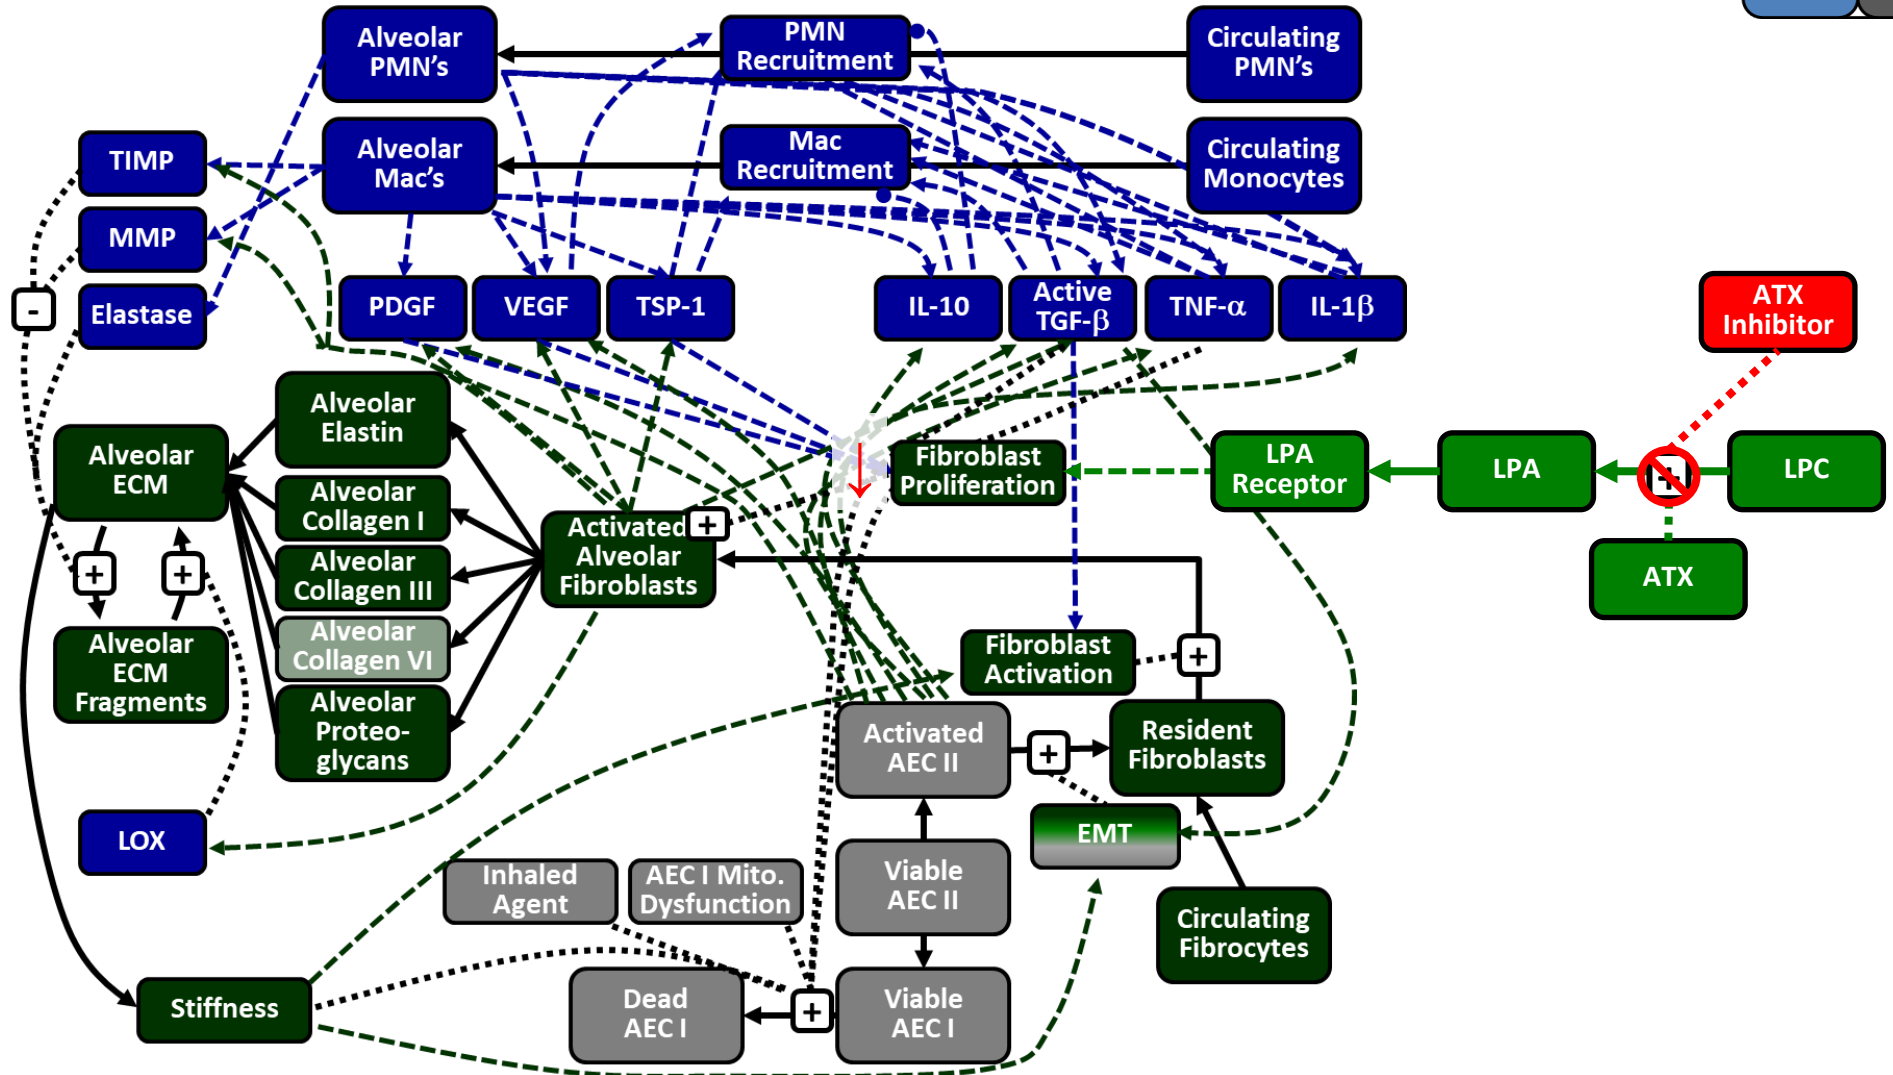 Alveolar
PMN's
PMN
Recruitment
Circulating
PMN's
Alveolar
Mac's
Mac
Recruitment
Circulating
Monocytes
TIMP
MMP
Elastase
-
PDGF
VEGF
TSP-1
IL-10
Active
TGF-β
TNF-α
IL-1β
ATX
Inhibitor
Alveolar
Elastin
Alveolar
ECM
Alveolar
Collagen I
Alveolar
Collagen III
Alveolar
Collagen VI
Alveolar
Proteo-
glycans
+
+
Alveolar
ECM
Fragments
Activated
Alveolar
Fibroblasts
+
Fibroblast
Proliferation
LPA
Receptor
LPA
+
LPC
ATX
Fibroblast
Activation
+
Activated
AEC II
+
Resident
Fibroblasts
EMT
LOX
Inhaled
Agent
AEC I Mito.
Dysfunction
Viable
AEC II
Circulating
Fibrocytes
Stiffness
Dead
AEC I
+
Viable
AEC I